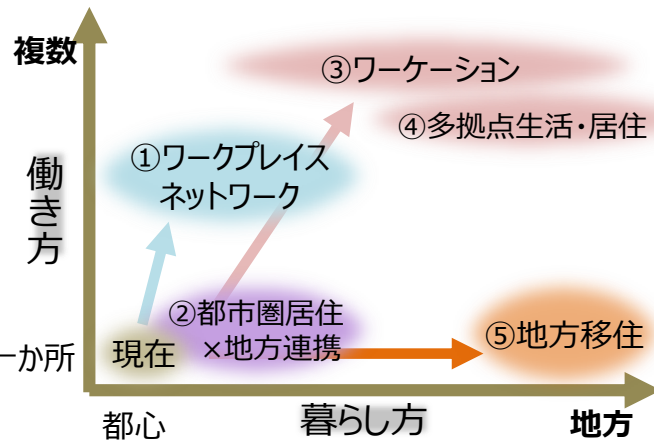 複数
③ワーケーション
④多拠点生活・居住
①ワークプレイス
ネットワーク
働き方
②都市圏居住
×地方連携
⑤地方移住
一か所
現在
都心
暮らし方
地方